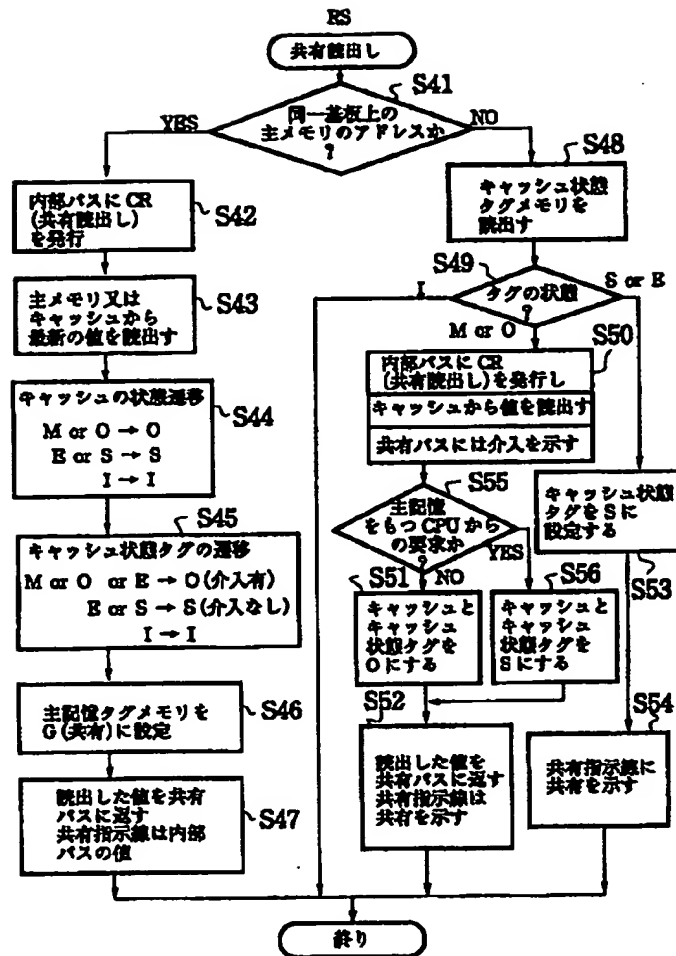 RS
共有読出し
S41
同一基板上の
主メモリのアドレスか
?
YES
NO
S42
内部バスに CR
(共有読出し)
を発行
S43
主メモリ又は
キャッシュから
最新の値を読出す
S44
キャッシュの状態遷移
M or O → O
E or S → S
I → I
S45
キャッシュ状態タグの遷移
M or O or E → O(介入有)
E or S → S(介入なし)
I → I
S46
主記憶タグメモリを
G(共有)に設定
S47
読出した値を共有
バスに返す
共有指示線は内部
バスの値
S48
キャッシュ状態
タグメモリを
読出す
S49
タグの状態
?
I
S or E
M or O
S50
内部バスにCR
(共有読出し)を発行し
キャッシュから値を読出す
共有バスには介入を示す
S55
主記憶
をもつ CPU から
の要求か
?
NO
YES
S51
キャッシュと
キャッシュ
状態タグを
Oにする
S56
キャッシュと
キャッシュ
状態タグを
Sにする
S52
読出した値を
共有バスに返す
共有指示線は
共有を示す
キャッシュ状態
タグをSに
設定する
S53
S54
共有指示線に
共有を示す
終り